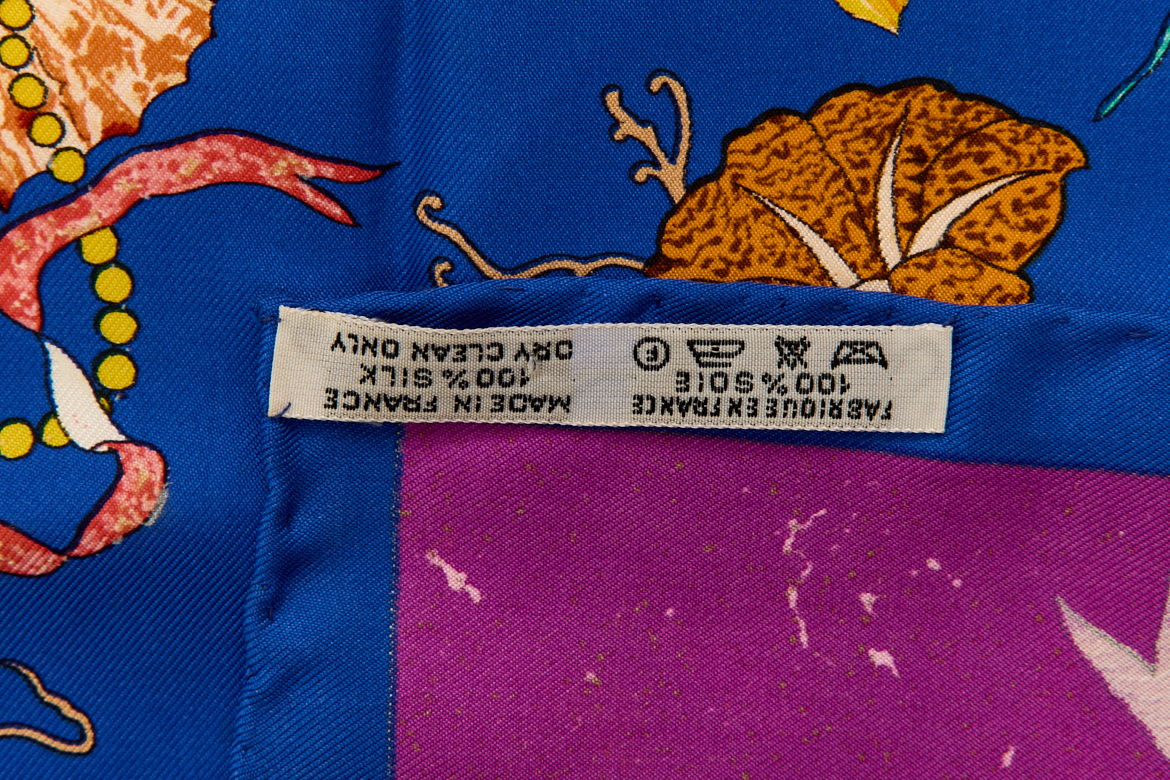 FABRIQUE EN FRANCE
100 % SOIE
F
MADE IN FRANCE
100 % SILK
DRY CLEAN ONLY